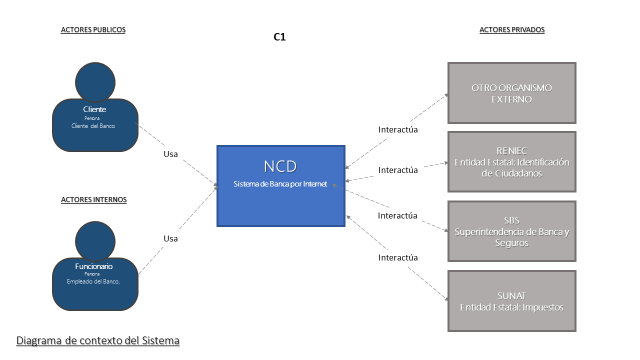 ACTORES PUBLICOS
C1
ACTORES PRIVADOS
Cliente
Persona
Cliente del Banco
Usa
ACTORES INTERNOS
Funcionario
Persona
Empleado del Banco,
Usa
NCD
Sistema de Banca por Internet
Interactúa
Interactúa
Interactúa
Interactúa
OTRO ORGANISMO
EXTERNO
RENIEC
Entidad Estatal: Identificación
de Ciudadanos
SBS
Superintendencia de Banca y
Seguros
SUNAT
Entidad Estatal: Impuestos
Diagrama de contexto del Sistema